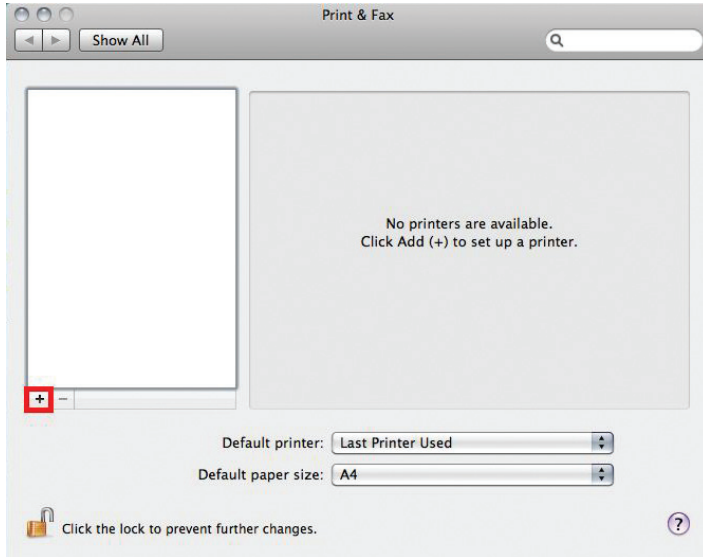 Print & Fax
Show All
No printers are available.
Click Add (+) to set up a printer.
+ −
Default printer: Last Printer Used
Default paper size: A4
Click the lock to prevent further changes.
?